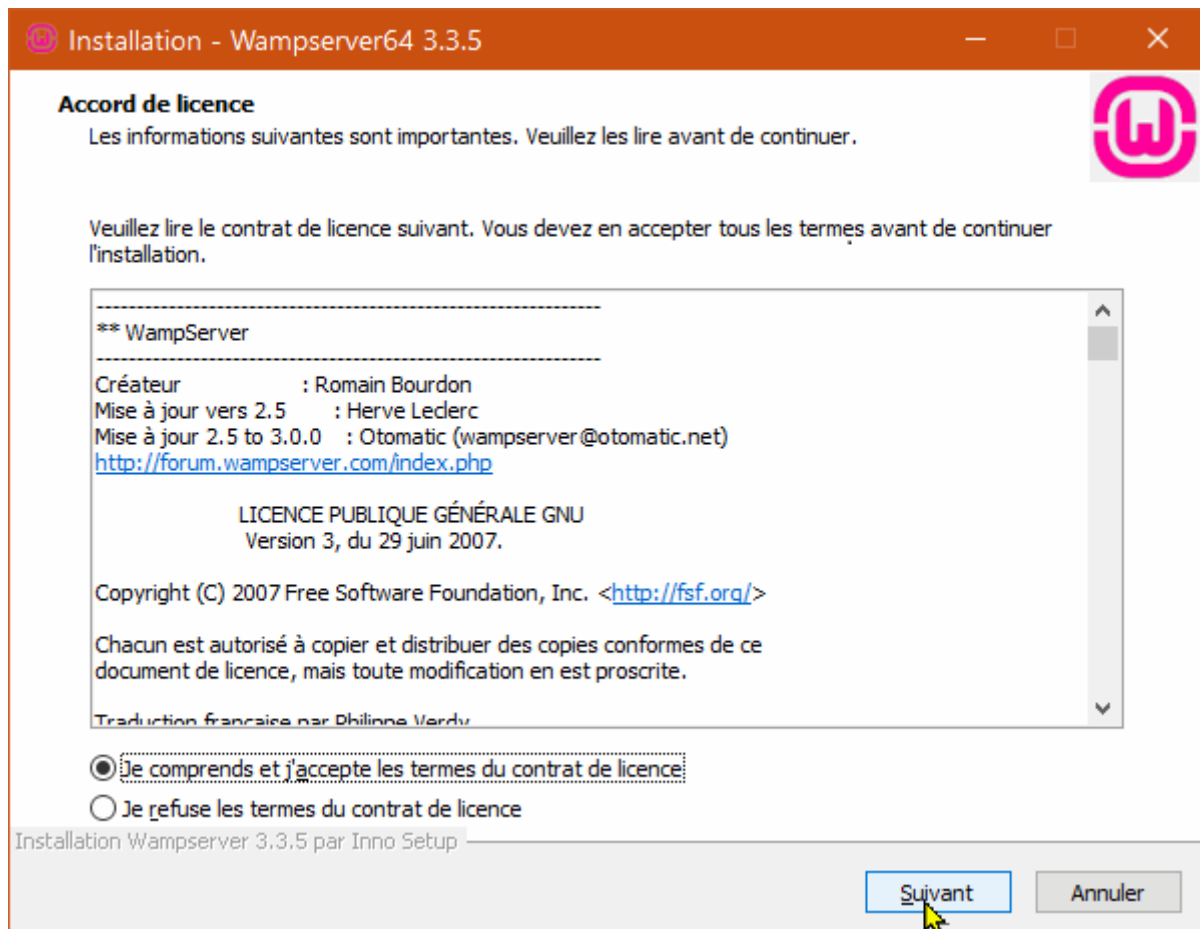 Installation - Wampserver64 3.3.5
Accord de licence
Les informations suivantes sont importantes. Veuillez les lire avant de continuer.
Veuillez lire le contrat de licence suivant. Vous devez en accepter tous les termes avant de continuer
l'installation.
---------------------------------------------------------------
** WampServer
---------------------------------------------------------------
Créateur : Romain Bourdon
Mise à jour vers 2.5 : Herve Leclerc
Mise à jour 2.5 to 3.0.0 : Otomatic (wampserver@otomatic.net)
http://forum.wampserver.com/index.php
LICENCE PUBLIQUE GÉNÉRALE GNU
Version 3, du 29 juin 2007.
Copyright (C) 2007 Free Software Foundation, Inc. <http://fsf.org/>
Chacun est autorisé à copier et distribuer des copies conformes de ce
document de licence, mais toute modification en est proscrite.
Traduction française par Philippe Verdy
Je comprends et j'accepte les termes du contrat de licence
Je refuse les termes du contrat de licence
Installation Wampserver 3.3.5 par Inno Setup
Suivant
Annuler